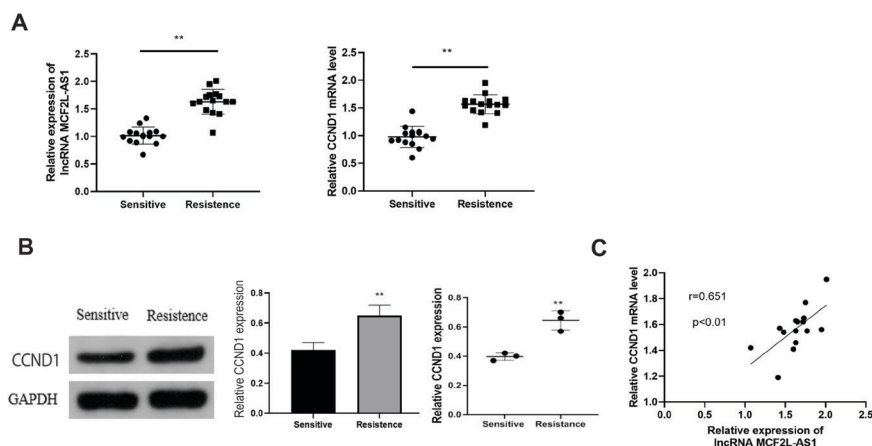 A
Relative expression of
lncRNA MCF2L-AS1
2.5
2.0
1.5
1.0
0.5
0.0
**
Sensitive
Resistence
Relative CCND1 mRNA level
2.5
2.0
1.5
1.0
0.5
0.0
**
Sensitive
Resistence
B
Sensitive
Resistence
CCND1
GAPDH
Relative CCND1 expression
0.8
0.6
0.4
0.2
0.0
**
Sensitive
Resistence
Relative CCND1 expression
0.8
0.6
0.4
0.2
0.0
**
Sensitive
Resistance
C
Relative CCND1 mRNA level
2.0
1.8
1.6
1.4
1.2
1.0
r=0.651
p<0.01
0.0
0.5
1.0
1.5
2.0
2.5
Relative expression of
lncRNA MCF2L-AS1